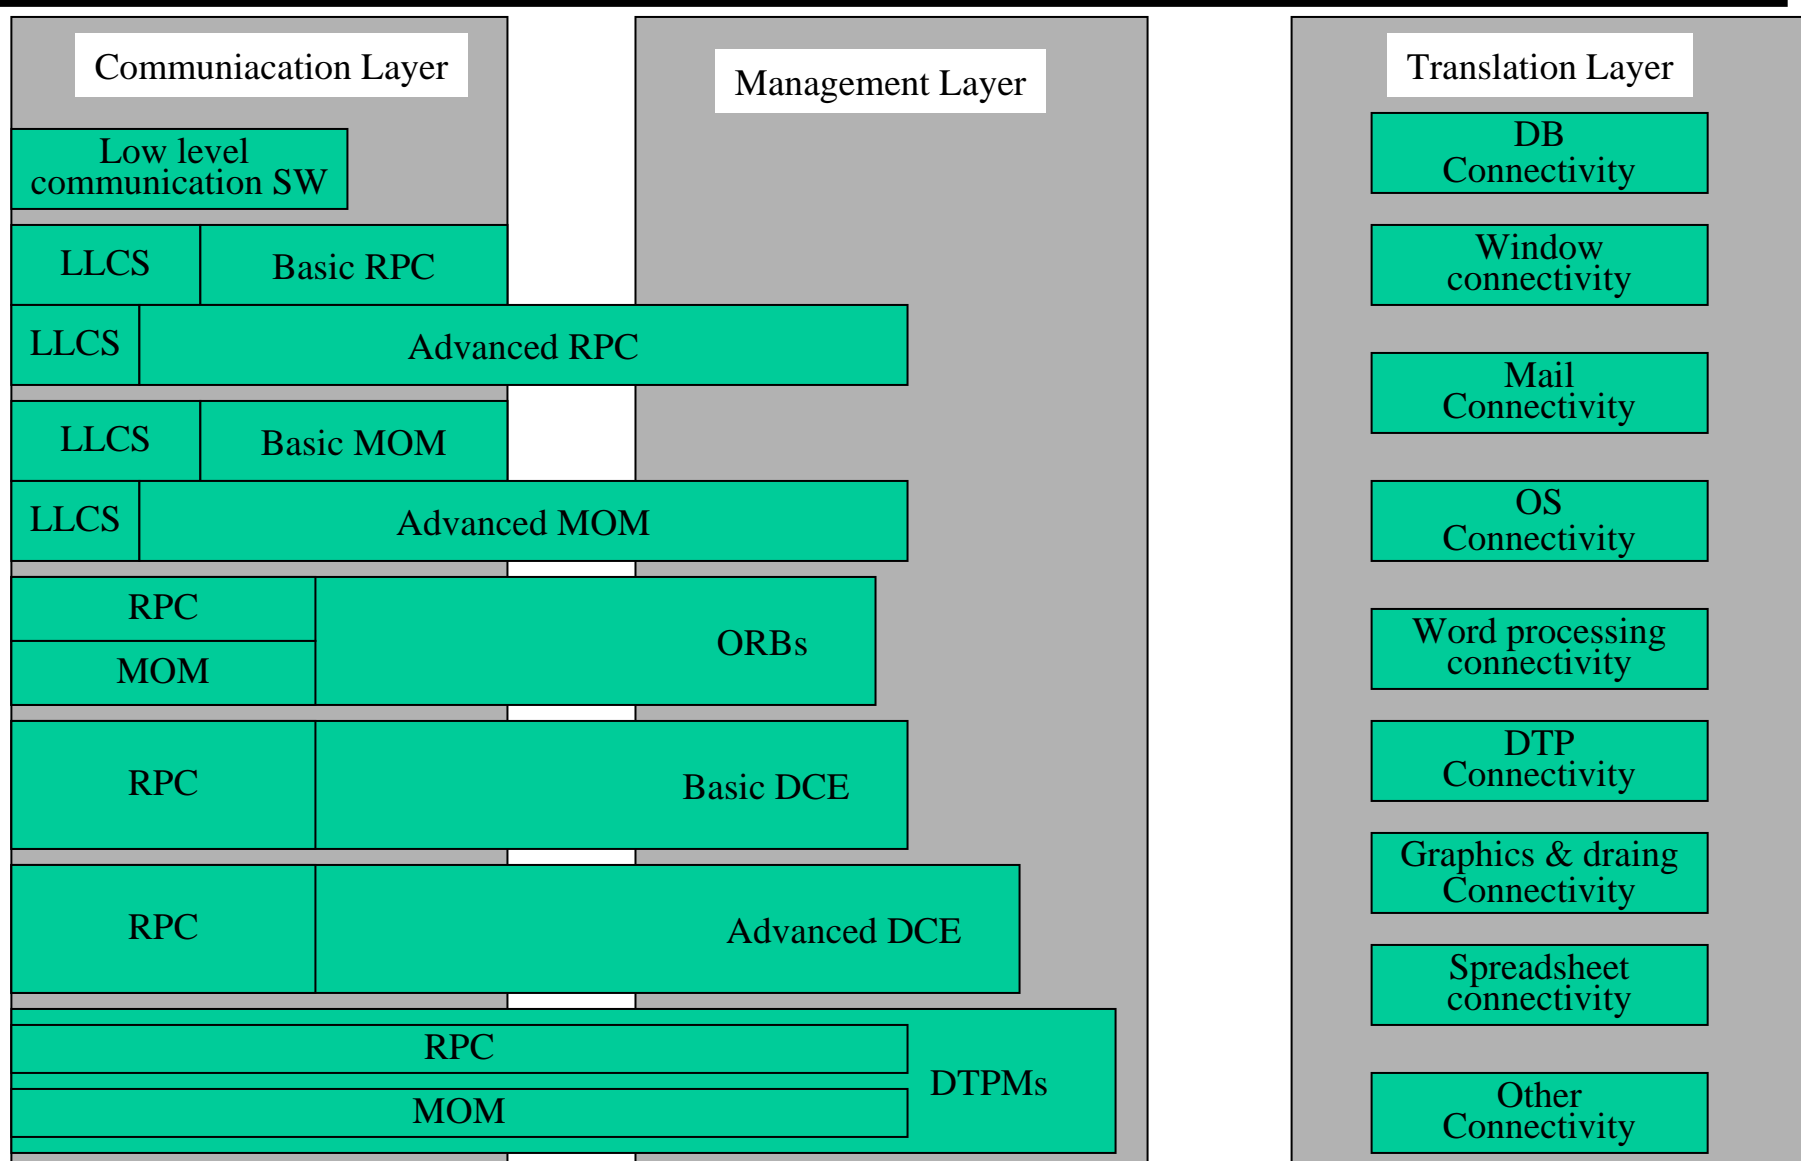 Communiacation Layer
Management Layer
Translation Layer
Low level
communication SW
LLCS
Basic RPC
LLCS
Advanced RPC
LLCS
Basic MOM
LLCS
Advanced MOM
RPC
MOM
ORBs
RPC
Basic DCE
RPC
Advanced DCE
RPC
MOM
DTPMs
DB
Connectivity
Window
connectivity
Mail
Connectivity
OS
Connectivity
Word processing
connectivity
DTP
Connectivity
Graphics & draing
Connectivity
Spreadsheet
connectivity
Other
Connectivity